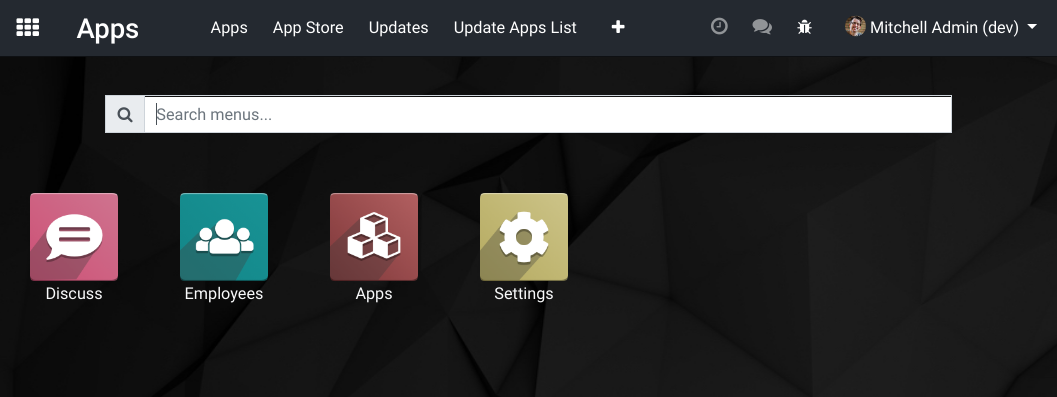 Apps Apps App Store Updates Update Apps List Mitchell Admin (dev)
Search menus...
Discuss Employees Apps Settings